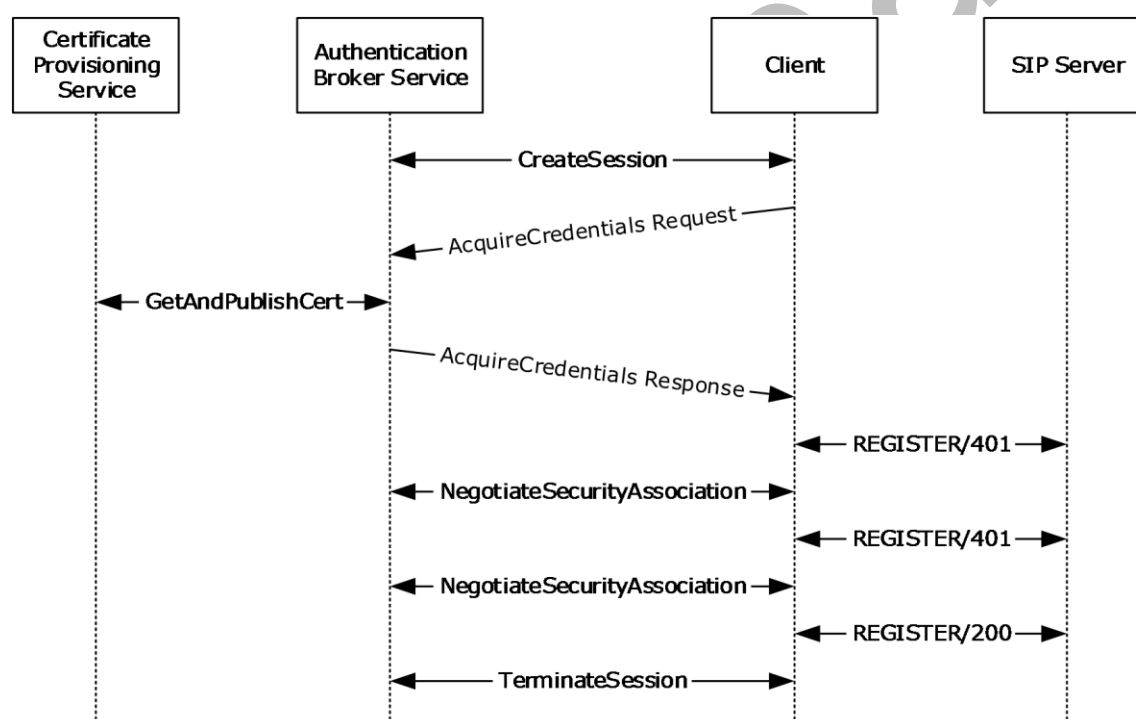 Certificate
Provisioning
Service
Authentication
Broker Service
Client
SIP Server
CreateSession
AcquireCredentials Request
GetAndPublishCert
AcquireCredentials Response
REGISTER/401
NegotiateSecurityAssociation
REGISTER/401
NegotiateSecurityAssociation
REGISTER/200
TerminateSession